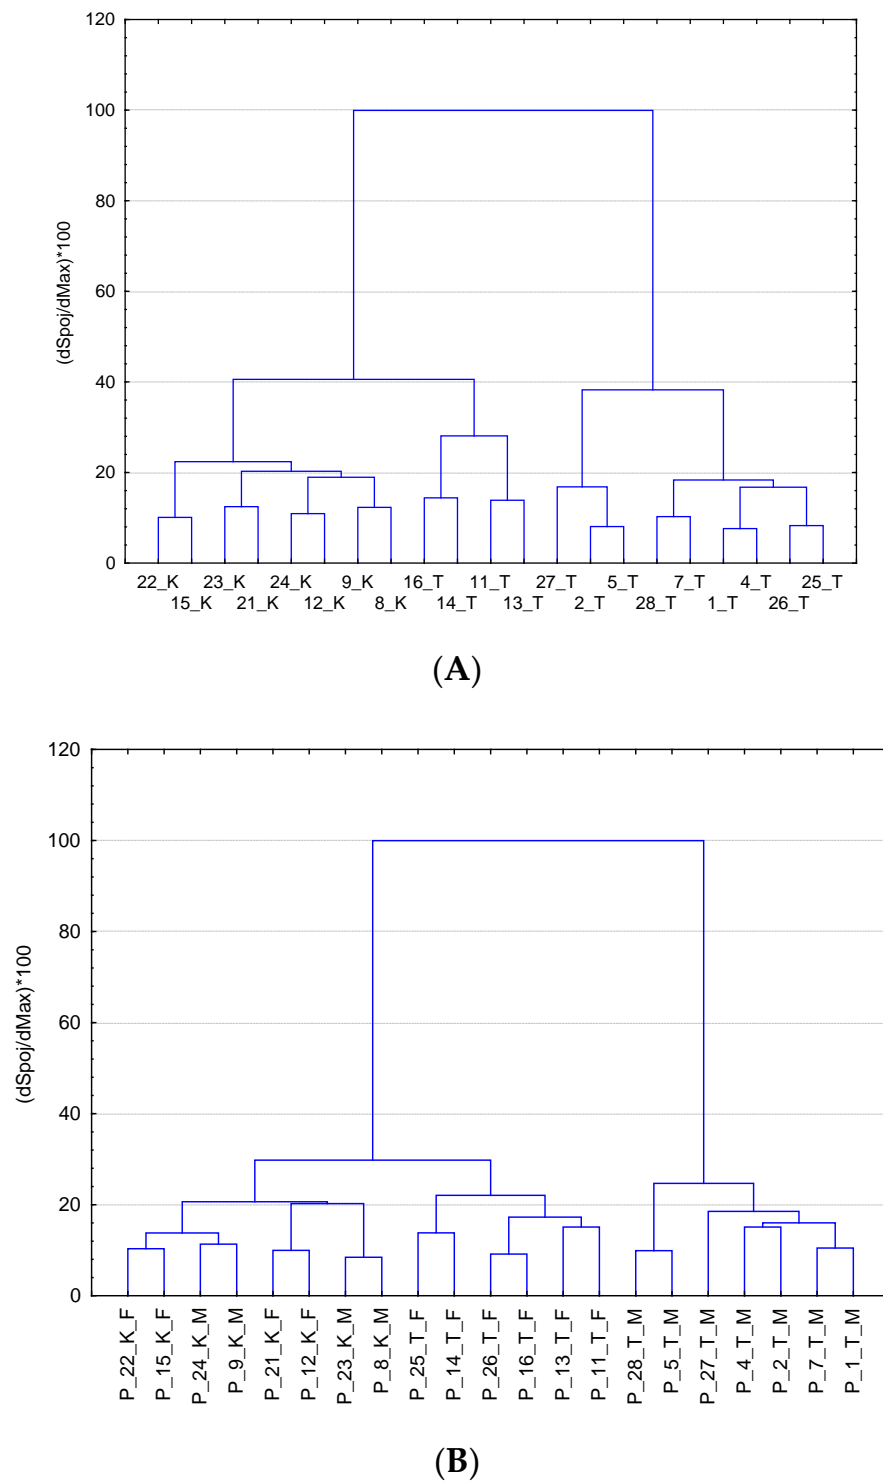 120
100
80
60
40
20
0
(dSpoj/dMax)*100
22_K 23_K 24_K 9_K 16_T 11_T 27_T 5_T 7_T 4_T 25_T
15_K 21_K 12_K 8_K 14_T 13_T 2_T 28_T 1_T 26_T
(A)
120
100
80
60
40
20
0
(dSpoj/dMax)*100
P_22_K_F
P_15_K_F
P_24_K_M
P_9_K_M
P_21_K_F
P_12_K_F
P_23_K_M
P_8_K_M
P_25_T_F
P_14_T_F
P_26_T_F
P_16_T_F
P_13_T_F
P_11_T_F
P_28_T_M
P_5_T_M
P_27_T_M
P_4_T_M
P_2_T_M
P_7_T_M
P_1_T_M
(B)